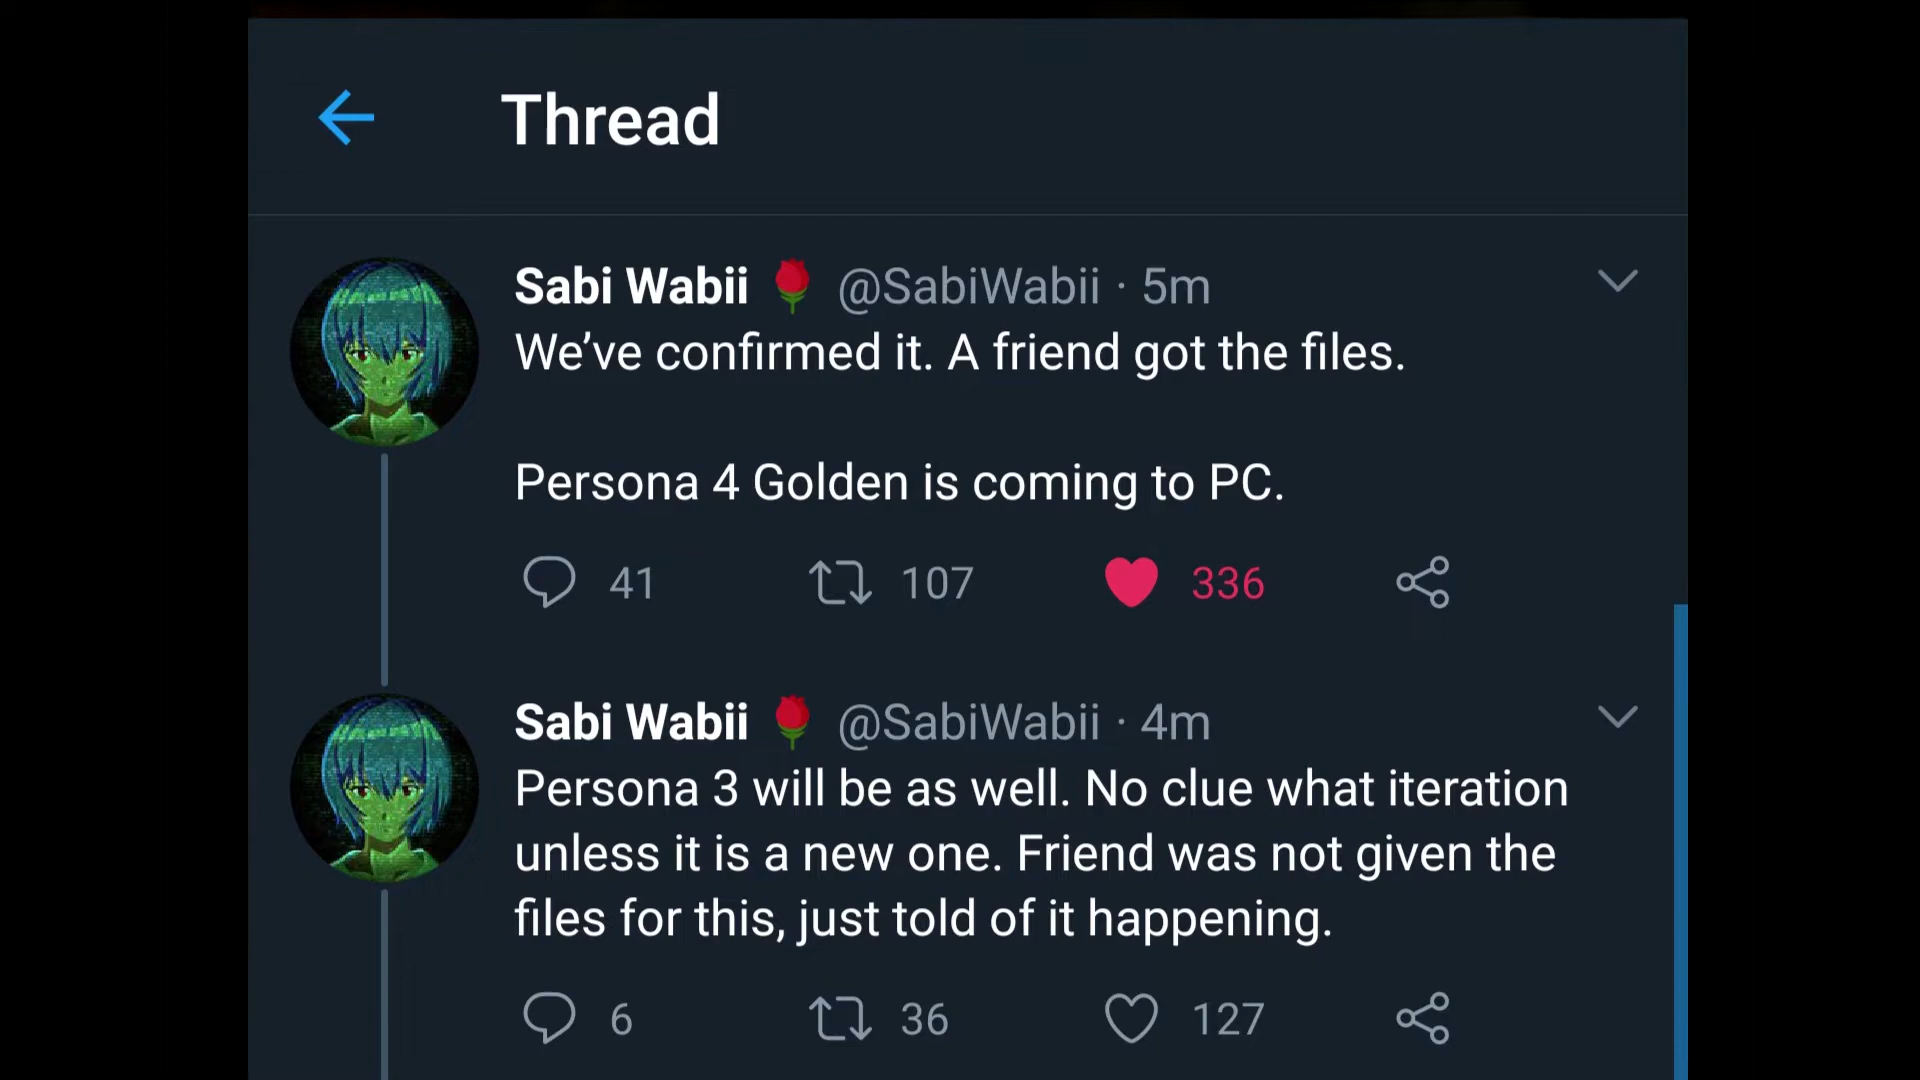 Thread
Sabi Wabii 🌹 @SabiWabii · 5m
We’ve confirmed it. A friend got the files.
Persona 4 Golden is coming to PC.
41 107 336
Sabi Wabii 🌹 @SabiWabii · 4m
Persona 3 will be as well. No clue what iteration
unless it is a new one. Friend was not given the
files for this, just told of it happening.
6 36 127